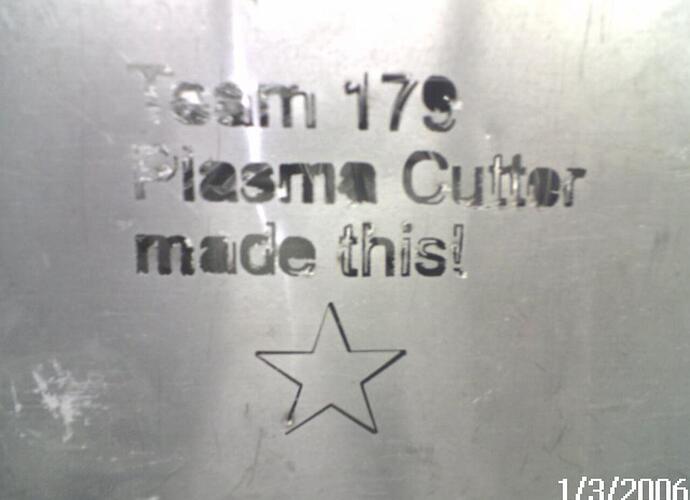 Team 179
Plasma Cutter
made this!
1/3/2006